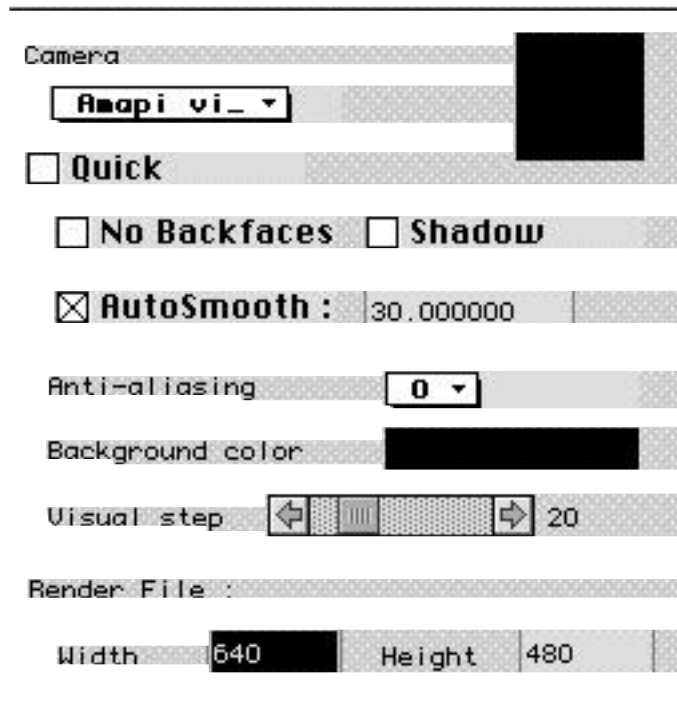 Camera
Amapi vi_
Quick
No Backfaces Shadow
AutoSmooth : 30.000000
Anti-aliasing 0
Background color
Visual step 20
Render File :
Width 640 Height 480